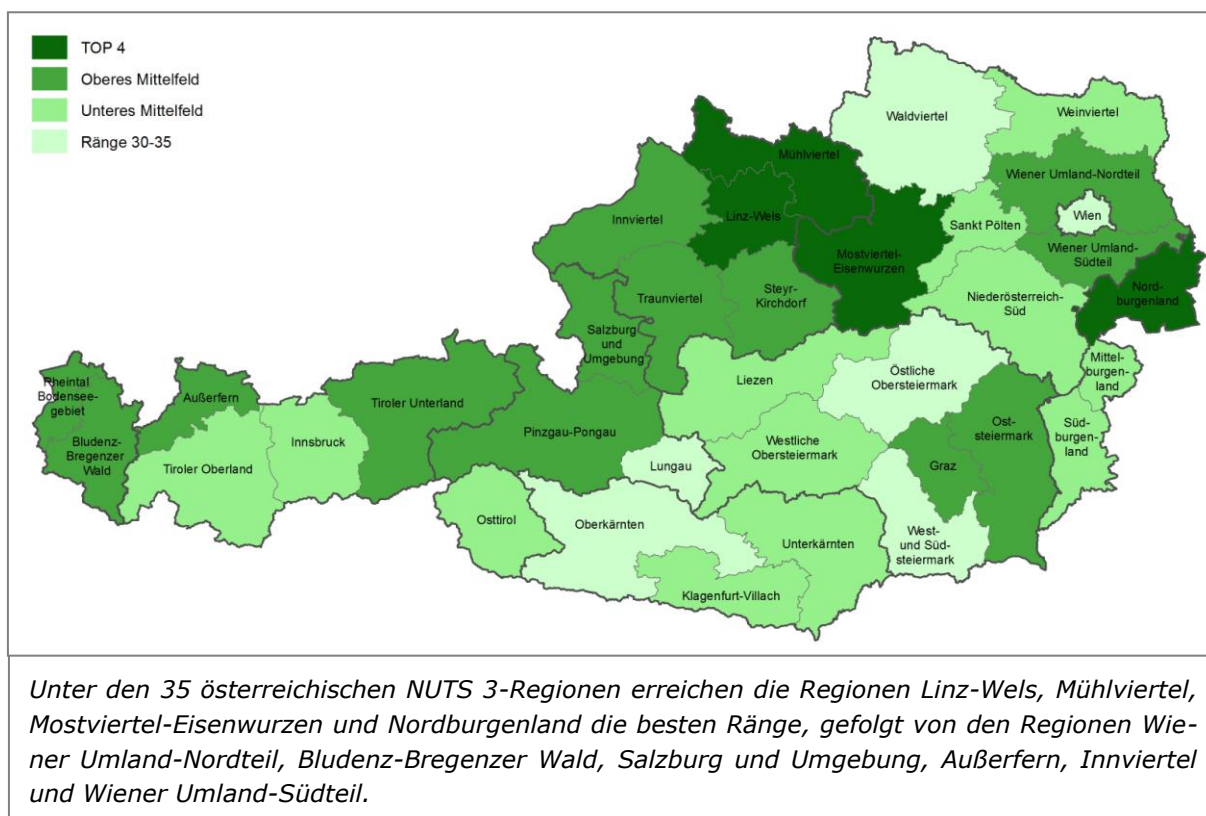 TOP 4
Oberes Mittelfeld
Unteres Mittelfeld
Ränge 30-35
Waldviertel
Weinviertel
Mühlviertel
Wiener Umland-Nordteil
Innviertel
Linz-Wels
Wien
Sankt Pölten
Mostviertel-
Eisenwurzen
Wiener Umland-
Südteil
Nord-
burgenland
Traunviertel
Steyr-
Kirchdorf
Niederösterreich-
Süd
Salzburg
und
Umgebung
Mittel-
burgen-
land
Östliche
Obersteiermark
Liezen
Rheintal
Bodensee-
gebiet
Außerfern
Tiroler Unterland
Ost-
steiermark
Süd-
burgen-
land
Bludenz-
Bregenzer
Wald
Innsbruck
Pinzgau-Pongau
Westliche
Obersteiermark
Tiroler Oberland
Lungau
Graz
Osttirol
Oberkärnten
Unterkärnten
West-
und Süd-
steiermark
Klagenfurt-Villach
Unter den 35 österreichischen NUTS 3-Regionen erreichen die Regionen Linz-Wels, Mühlviertel,
Mostviertel-Eisenwurzen und Nordburgenland die besten Ränge, gefolgt von den Regionen Wie-
ner Umland-Nordteil, Bludenz-Bregenzer Wald, Salzburg und Umgebung, Außerfern, Innviertel
und Wiener Umland-Südteil.